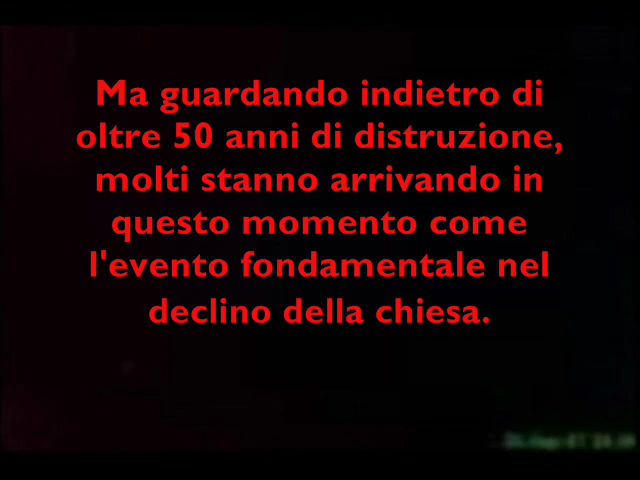 Ma guardando indietro di
oltre 50 anni di distruzione,
molti stanno arrivando in
questo momento come
l'evento fondamentale nel
declino della chiesa.